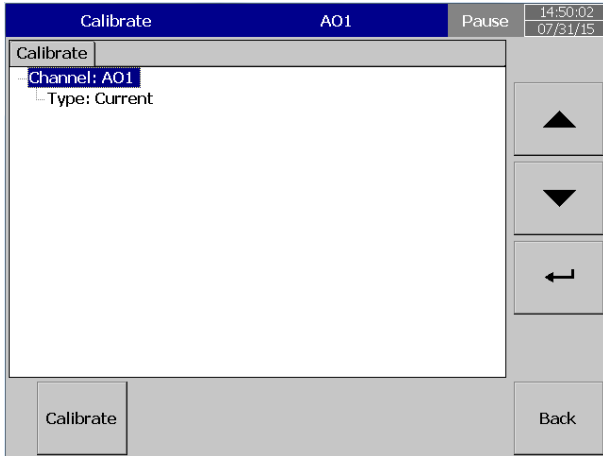 Calibrate AO1 Pause 14:50:02
07/31/15
Calibrate
Channel: AO1
Type: Current
Calibrate
Back